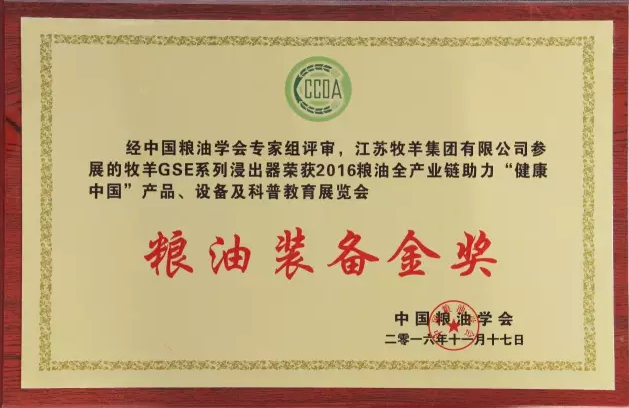 CCOA
经中国粮油学会专家组评审，江苏牧羊集团有限公司参
展的牧羊GSE系列浸出器荣获2016粮油全产业链助力“健康
中国”产品、设备及科普教育展览会
粮油装备金奖
中国粮油学会
二零一六年十一月十七日